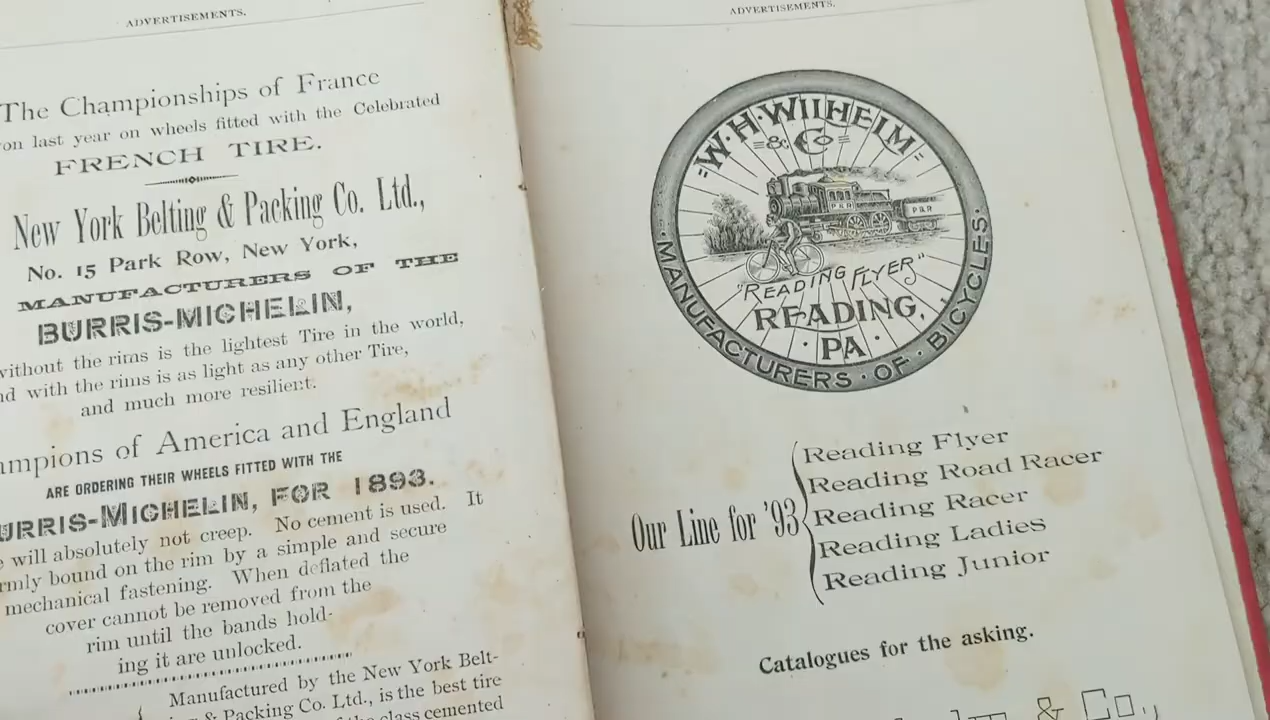 ADVERTISEMENTS.
The Championships of France
on last year on wheels fitted with the Celebrated
FRENCH TIRE.
New York Belting & Packing Co. Ltd.,
No. 15 Park Row, New York,
MANUFACTURERS OF THE
BURRIS-MICHELIN,
without the rims is the lightest Tire in the world,
nd with the rims is as light as any other Tire,
and much more resilient.
mpions of America and England
ARE ORDERING THEIR WHEELS FITTED WITH THE
URRIS-MICHELIN, FOR 1893.
e will absolutely not creep. No cement is used. It
rmly bound on the rim by a simple and secure
mechanical fastening. When deflated the
cover cannot be removed from the
rim until the bands hold-
ing it are unlocked.
Manufactured by the New York Belt-
& Packing Co. Ltd., is the best tire
class cemented
ADVERTISEMENTS.
"W.H.WILHELM"
& Co
P&R
P&R
"READING FLYER"
READING,
PA
MANUFACTURERS · OF · BICYCLES
Our Line for '93
Reading Flyer
Reading Road Racer
Reading Racer
Reading Ladies
Reading Junior
Catalogues for the asking.
& Co.,